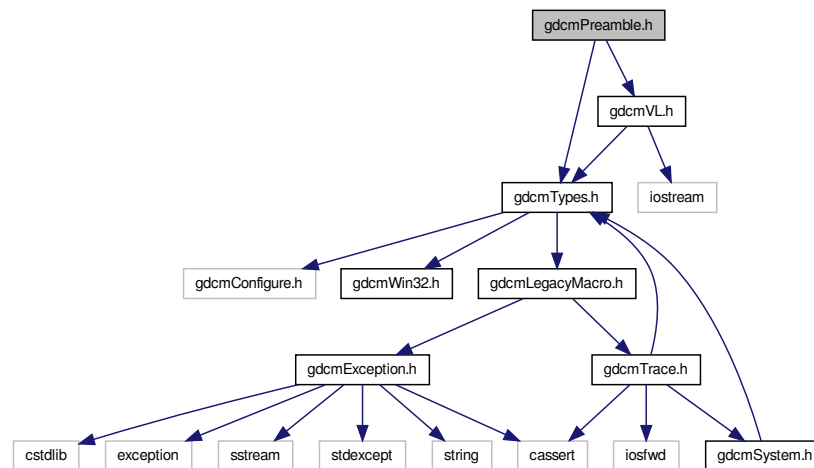 gdcmPreamble.h
gdcmVL.h
gdcmTypes.h
iostream
gdcmConfigure.h
gdcmWin32.h
gdcmLegacyMacro.h
gdcmException.h
gdcmTrace.h
cstdlib
exception
sstream
stdexcept
string
cassert
iosfwd
gdcmSystem.h